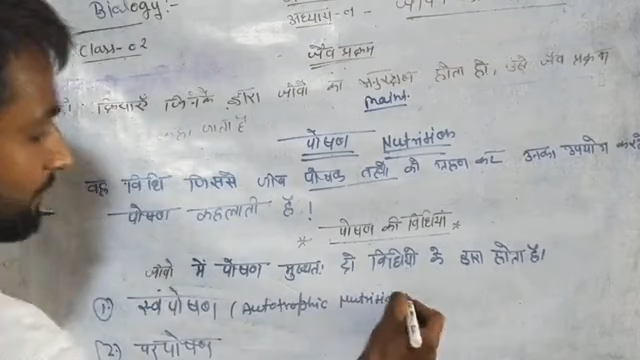 Biology:-
अध्याय-1
Class-02
जैव प्रक्रम
क्रियाएँ जिनके द्वारा जीवों का अनुरक्षण होता हो, उसे जैव प्रक्रम
maint.
कहा जाता है
पोषण Nutrition
वह विधि जिससे जीव पोषक तत्वों को ग्रहण कर उनका उपयोग करते
पोषण कहलाती है !
* पोषण की विधियाँ *
जीवों में पोषण मुख्यतः दो विधियों के द्वारा होता है।
(1.) स्वंपोषण (Autotrophic Nutrition
(2.) परपोषण